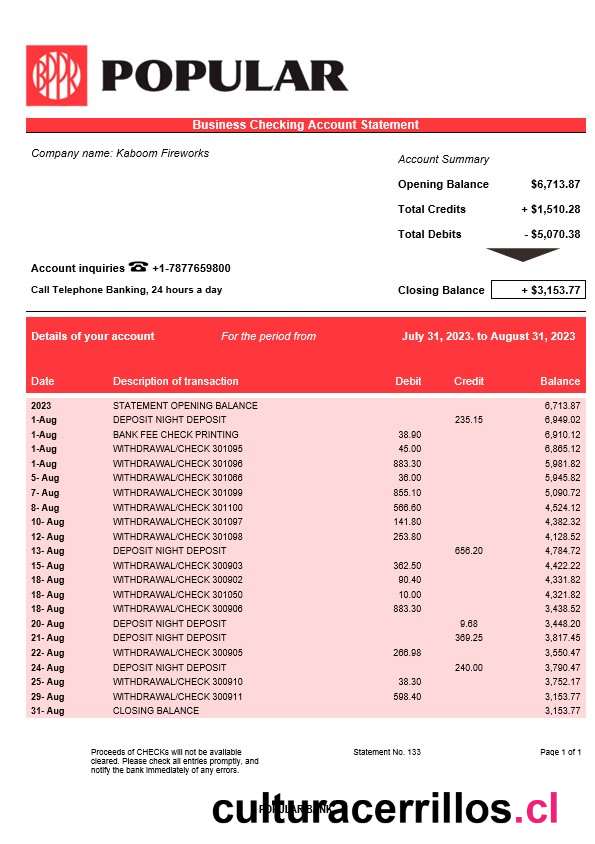 BPPR POPULAR
Business Checking Account Statement
Company name: Kaboom Fireworks
Account Summary
Opening Balance $6,713.87
Total Credits + $1,510.28
Total Debits - $5,070.38
Account inquiries ☎ +1-7877659800
Call Telephone Banking, 24 hours a day
Closing Balance + $3,153.77
Details of your account For the period from July 31, 2023. to August 31, 2023
Date Description of transaction Debit Credit Balance
2023 STATEMENT OPENING BALANCE 6,713.87
1-Aug DEPOSIT NIGHT DEPOSIT 235.15 6,949.02
1-Aug BANK FEE CHECK PRINTING 38.90 6,910.12
1-Aug WITHDRAWAL/CHECK 301095 45.00 6,865.12
1-Aug WITHDRAWAL/CHECK 301096 883.30 5,981.82
5- Aug WITHDRAWAL/CHECK 301066 36.00 5,945.82
7- Aug WITHDRAWAL/CHECK 301099 855.10 5,090.72
8- Aug WITHDRAWAL/CHECK 301100 566.60 4,524.12
10- Aug WITHDRAWAL/CHECK 301097 141.80 4,382.32
12- Aug WITHDRAWAL/CHECK 301098 253.80 4,128.52
13- Aug DEPOSIT NIGHT DEPOSIT 656.20 4,784.72
15- Aug WITHDRAWAL/CHECK 300903 362.50 4,422.22
18- Aug WITHDRAWAL/CHECK 300902 90.40 4,331.82
18- Aug WITHDRAWAL/CHECK 301050 10.00 4,321.82
18- Aug WITHDRAWAL/CHECK 300906 883.30 3,438.52
20- Aug DEPOSIT NIGHT DEPOSIT 9.68 3,448.20
21- Aug DEPOSIT NIGHT DEPOSIT 369.25 3,817.45
22- Aug WITHDRAWAL/CHECK 300905 266.98 3,550.47
24- Aug DEPOSIT NIGHT DEPOSIT 240.00 3,790.47
25- Aug WITHDRAWAL/CHECK 300910 38.30 3,752.17
29- Aug WITHDRAWAL/CHECK 300911 598.40 3,153.77
31- Aug CLOSING BALANCE 3,153.77
Proceeds of CHECKs will not be available
cleared. Please check all entries promptly, and
notify the bank immediately of any errors.
Statement No. 133
Page 1 of 1
POPULAR BANK
culturacerrillos.cl